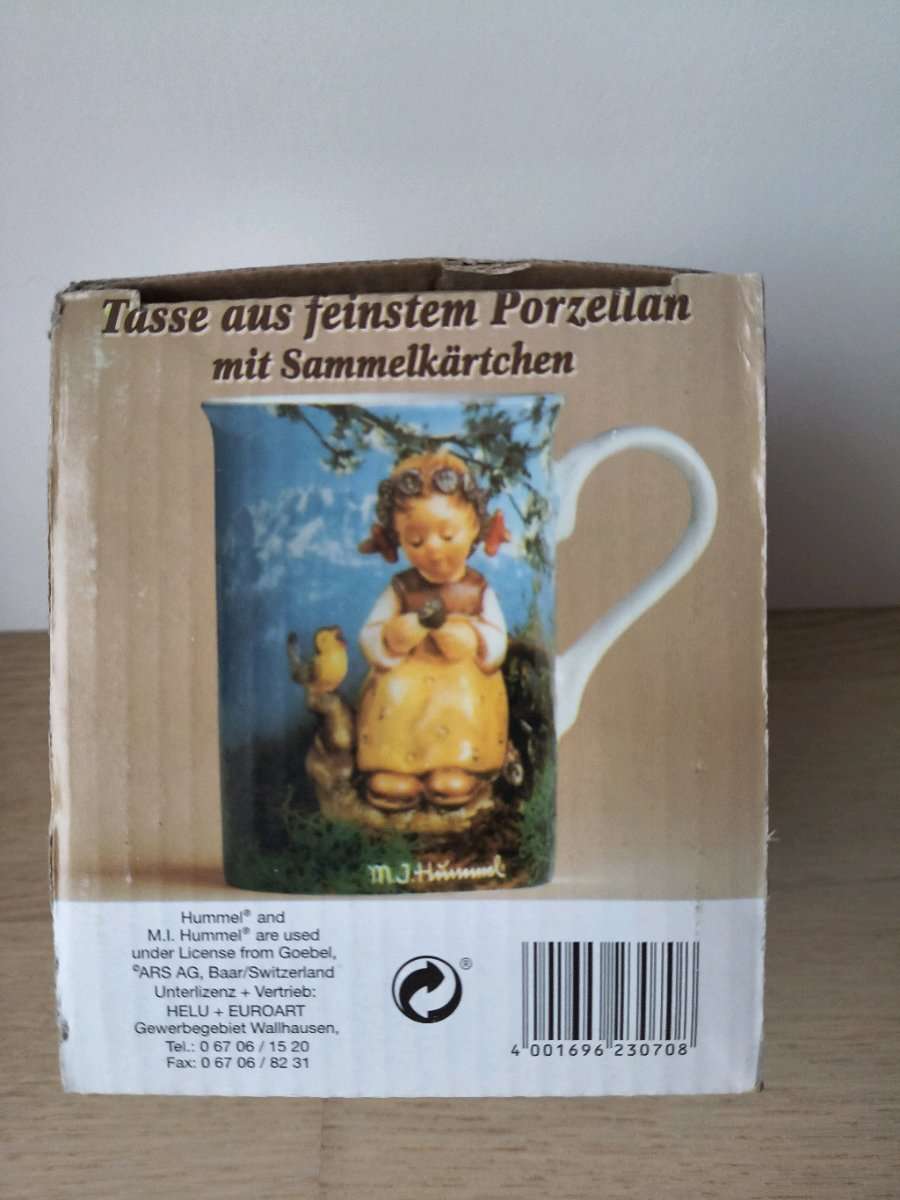 Tasse aus feinstem Porzellan
mit Sammelkärtchen
M.J.Hummel
Hummel® and
M.I. Hummel® are used
under License from Goebel,
©ARS AG, Baar/Switzerland
Unterlizenz + Vertrieb:
HELU + EUROART
Gewerbegebiet Wallhausen,
Tel.: 0 67 06 / 15 20
Fax: 0 67 06 / 82 31
®
4 001696 230708